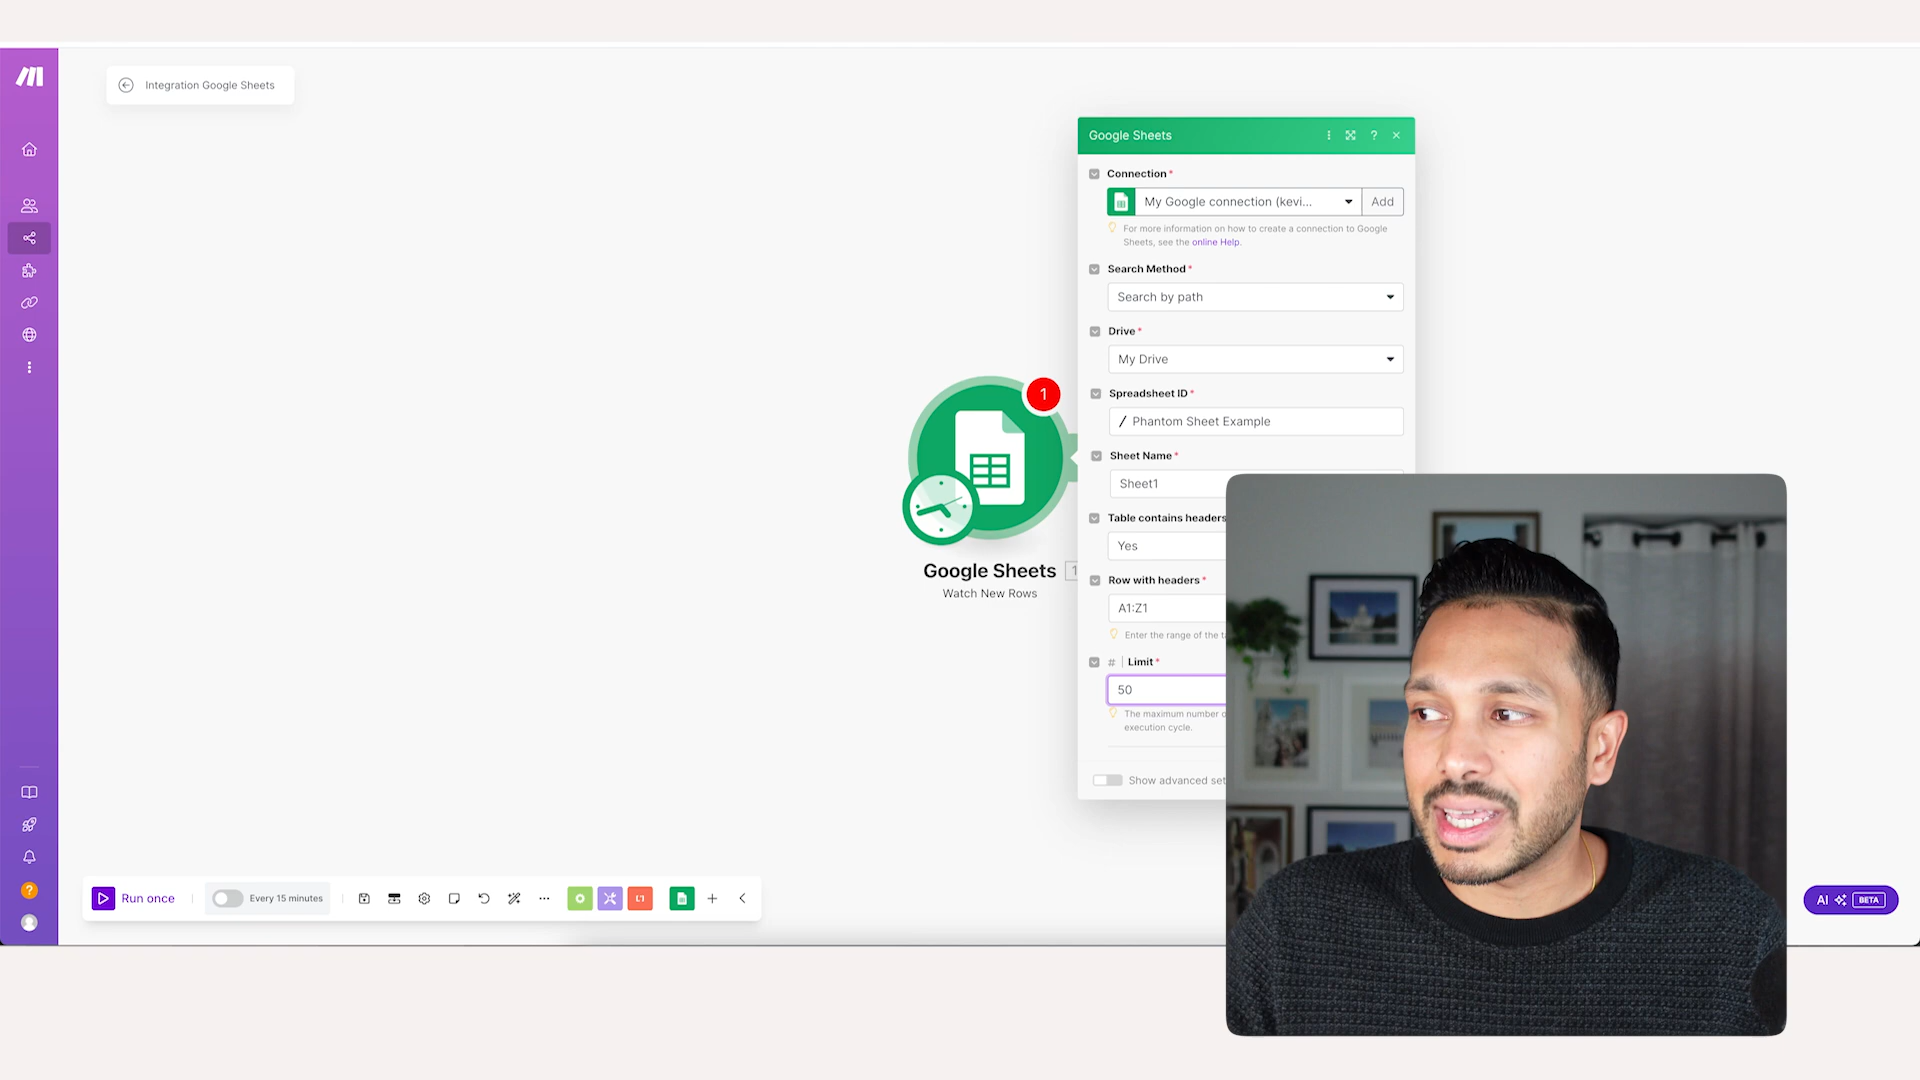 Integration Google Sheets
Google Sheets
?
Connection *
My Google connection (kevi...
Add
For more information on how to create a connection to Google
Sheets, see the online Help.
Search Method *
Search by path
Drive *
My Drive
Spreadsheet ID *
/ Phantom Sheet Example
Sheet Name *
Sheet1
Table contains headers
Yes
Row with headers *
A1:Z1
Enter the range of the
# Limit *
50
The maximum number
execution cycle.
Show advanced
1
Google Sheets 1
Watch New Rows
Run once
Every 15 minutes
?
AI BETA